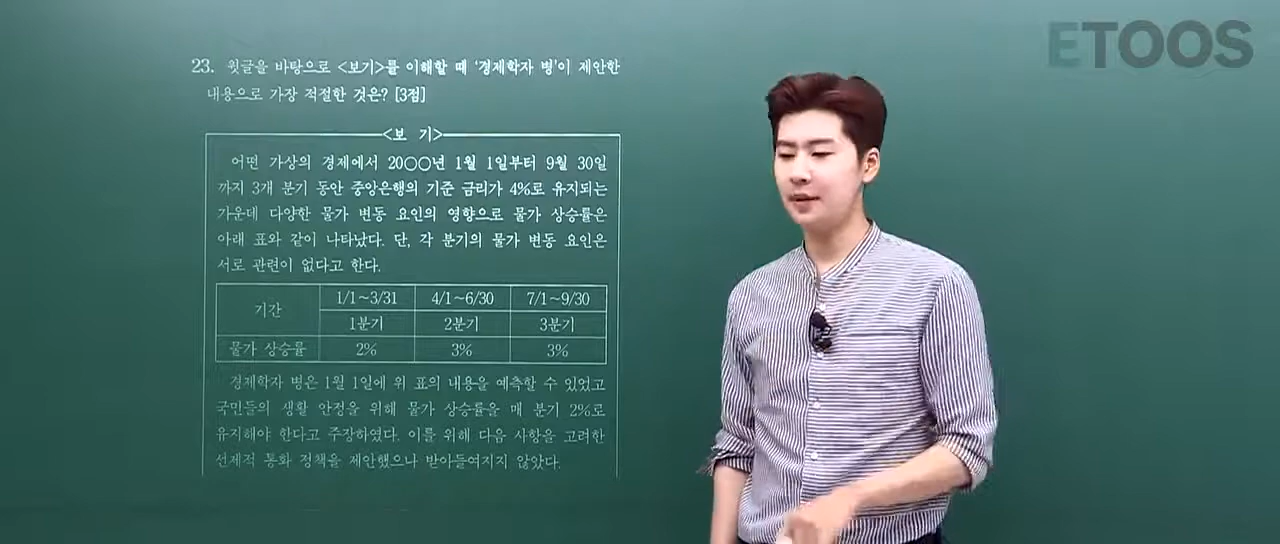 ETOOS
23. 윗글을 바탕으로 <보기>를 이해할 때 '경제학자 병'이 제안한
내용으로 가장 적절한 것은? [3점]
<보 기>
어떤 가상의 경제에서 20○○년 1월 1일부터 9월 30일
까지 3개 분기 동안 중앙은행의 기준 금리가 4%로 유지되는
가운데 다양한 물가 변동 요인의 영향으로 물가 상승률은
아래 표와 같이 나타났다. 단, 각 분기의 물가 변동 요인은
서로 관련이 없다고 한다.
기간 1/1~3/31 4/1~6/30 7/1~9/30
1분기 2분기 3분기
물가 상승률 2% 3% 3%
경제학자 병은 1월 1일에 위 표의 내용을 예측할 수 있었고
국민들의 생활 안정을 위해 물가 상승률을 매 분기 2%로
유지해야 한다고 주장하였다. 이를 위해 다음 사항을 고려한
선제적 통화 정책을 제안했으나 받아들여지지 않았다.